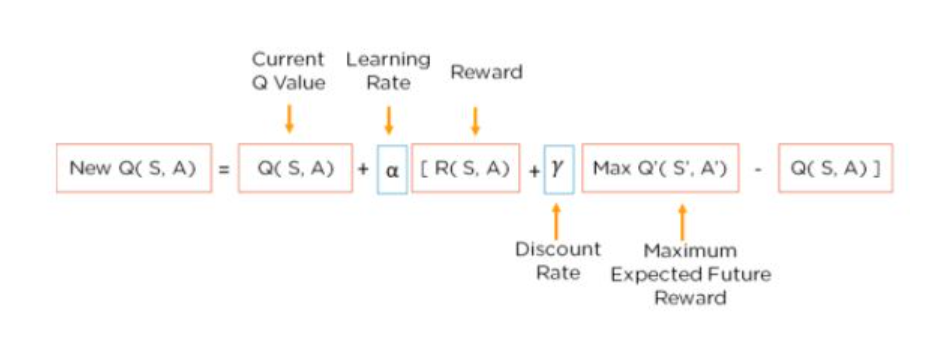 Current Q Value
Learning Rate
Reward
New Q( S, A) = Q( S, A) + α [ R( S, A) + γ Max Q'( S', A') - Q( S, A) ]
Discount Rate
Maximum Expected Future Reward